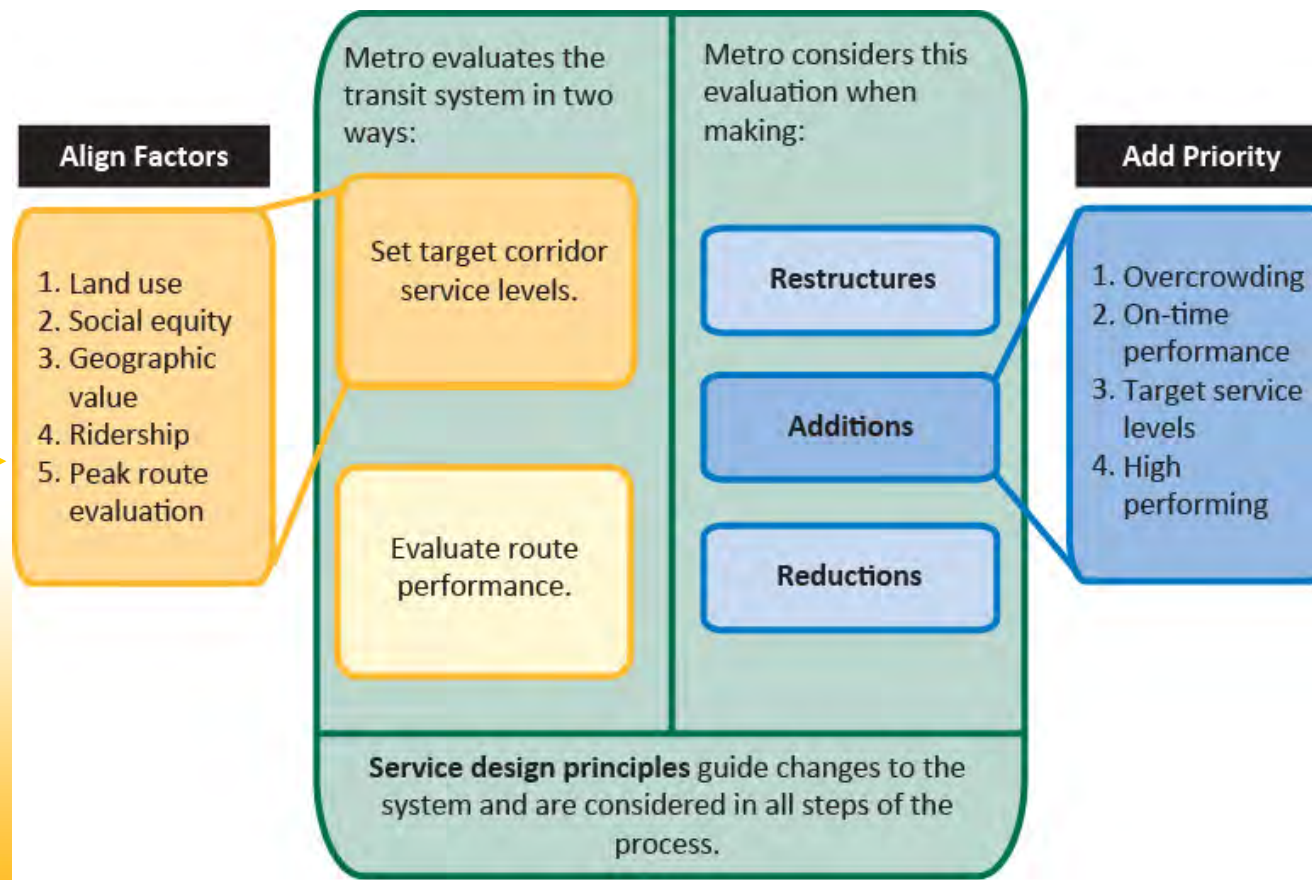 Align Factors
1. Land use
2. Social equity
3. Geographic
value
4. Ridership
5. Peak route
evaluation
Metro evaluates the
transit system in two
ways:
Set target corridor
service levels.
Evaluate route
performance.
Metro considers this
evaluation when
making:
Restructures
Additions
Reductions
Add Priority
1. Overcrowding
2. On-time
performance
3. Target service
levels
4. High
performing
Service design principles guide changes to the
system and are considered in all steps of the
process.